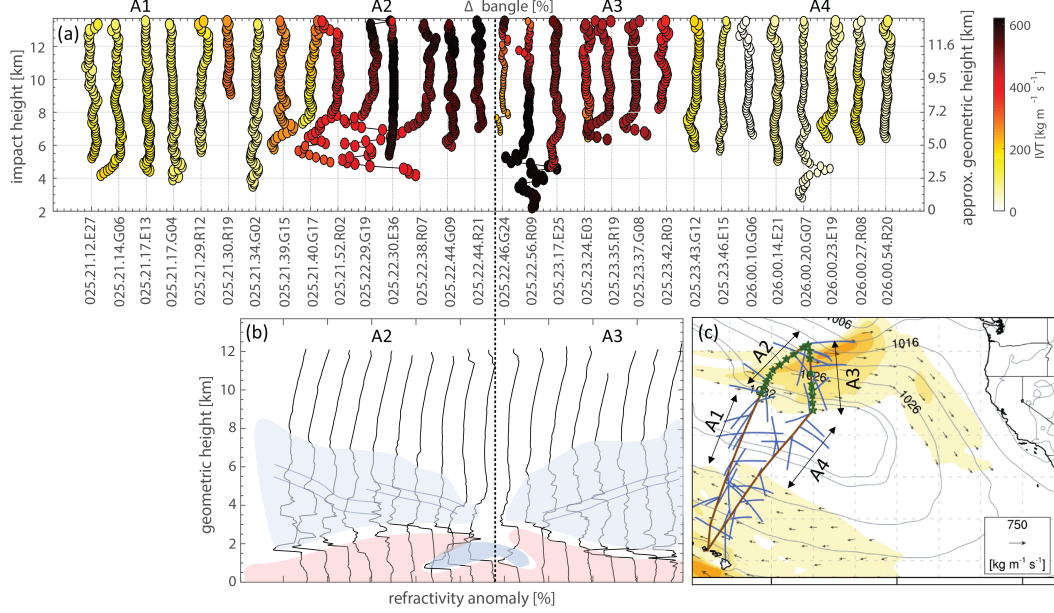 A1
A2
Δ bangle [%]
A3
A4
(a)
impact height [km]
12
10
8
6
4
2
11.6
9.5
7.2
5.0
2.5
0
approx. geometric height [km]
600
400
200
0
IVT [kg m⁻¹ s⁻¹]
025.21.12.E27
025.21.14.G06
025.21.17.E13
025.21.17.G04
025.21.29.R12
025.21.30.R19
025.21.34.G02
025.21.39.G15
025.21.40.G17
025.21.52.R02
025.22.29.G19
025.22.30.E36
025.22.38.R07
025.22.44.G09
025.22.44.R21
025.22.46.G24
025.22.56.R09
025.23.17.E25
025.23.24.E03
025.23.35.R19
025.23.37.G08
025.23.42.R03
025.23.43.G12
025.23.46.E15
026.00.10.G06
026.00.14.E21
026.00.20.G07
026.00.23.E19
026.00.27.R08
026.00.54.R20
(b)
A2
A3
geometric height [km]
12
10
8
6
4
2
0
refractivity anomaly [%]
(c)
A2
A3
A1
A4
1006
1016
1026
1026
750
[kg m⁻¹ s⁻¹]